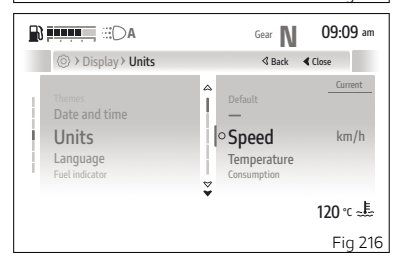 A
Gear N 09:09 am
> Display > Units
Back Close
Themes
Date and time
Units
Language
Fuel indicator
Current
Default
Speed km/h
Temperature
Consumption
120 °C
Fig 216